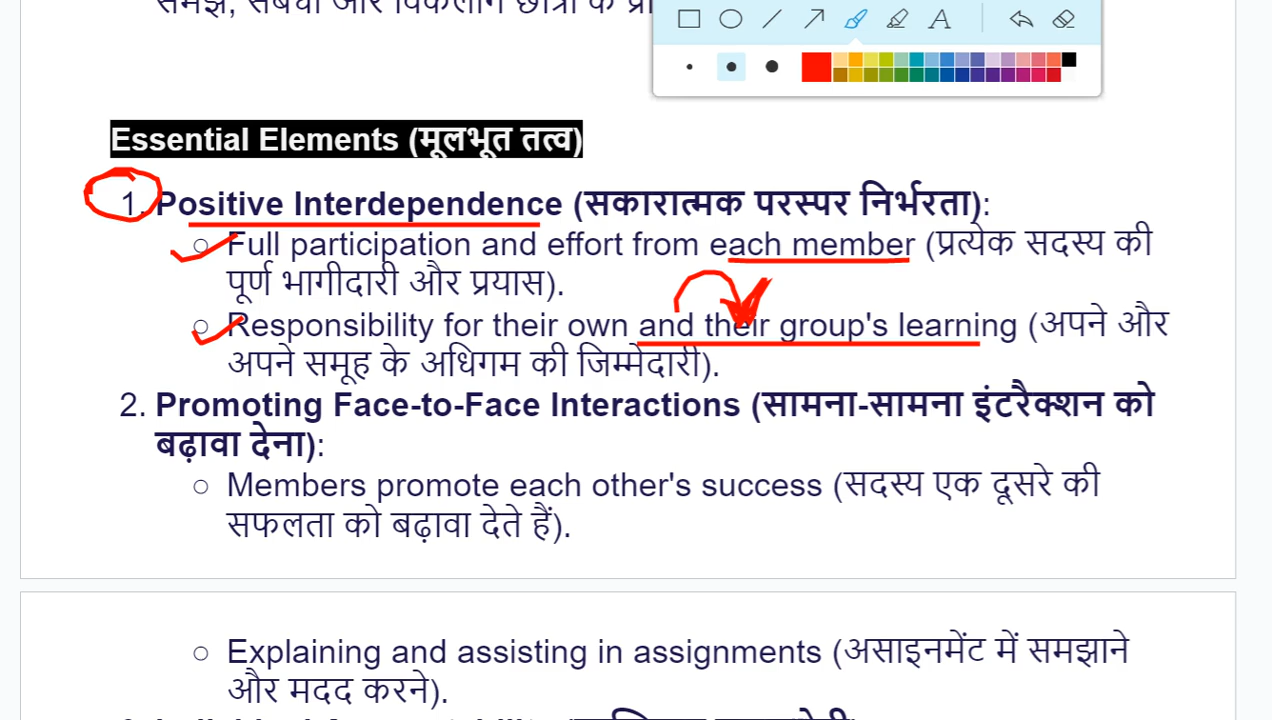 समझ, संबंधों और विकलांग छात्रों के
A
Essential Elements (मूलभूत तत्व)
1. Positive Interdependence (सकारात्मक परस्पर निर्भरता):
○ Full participation and effort from each member (प्रत्येक सदस्य की
पूर्ण भागीदारी और प्रयास).
○ Responsibility for their own and their group's learning (अपने और
अपने समूह के अधिगम की जिम्मेदारी).
2. Promoting Face-to-Face Interactions (सामना-सामना इंटरैक्शन को
बढ़ावा देना):
○ Members promote each other's success (सदस्य एक दूसरे की
सफलता को बढ़ावा देते हैं).
○ Explaining and assisting in assignments (असाइनमेंट में समझाने
और मदद करने).